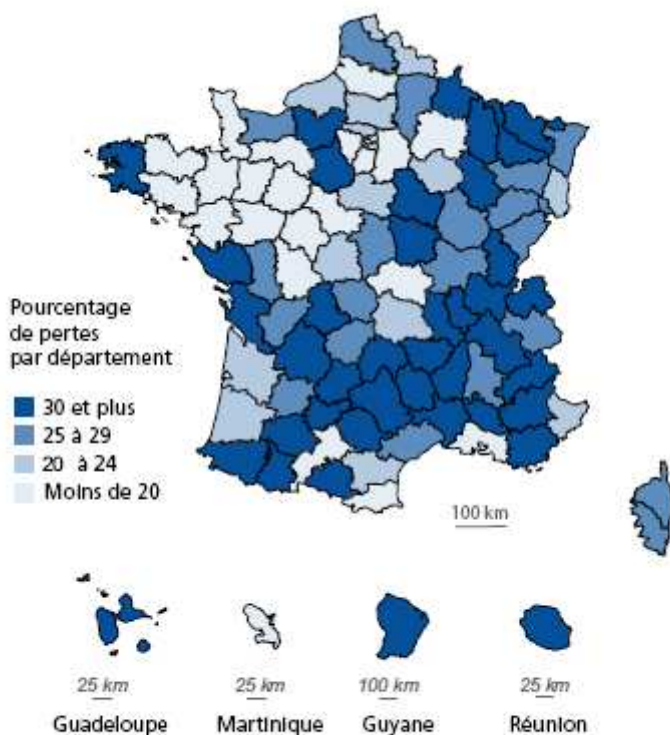 Pourcentage
de pertes
par département
30 et plus
25 à 29
20 à 24
Moins de 20
100 km
25 km
25 km
100 km
25 km
Guadeloupe
Martinique
Guyane
Réunion